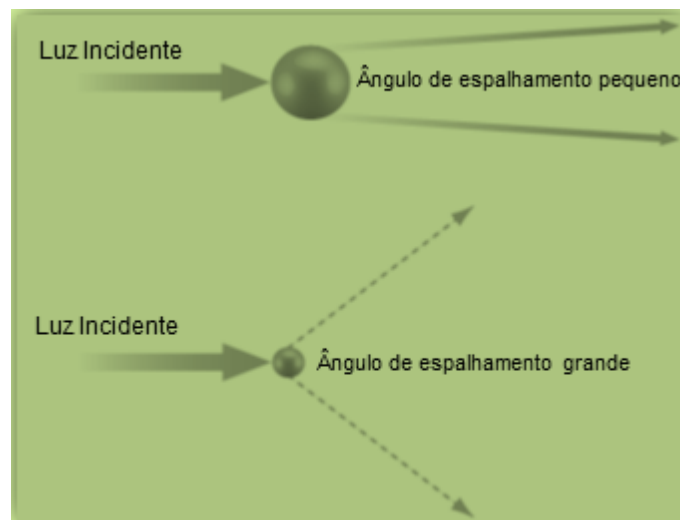 Luz Incidente
Ângulo de espalhamento pequeno
Luz Incidente
Ângulo de espalhamento grande